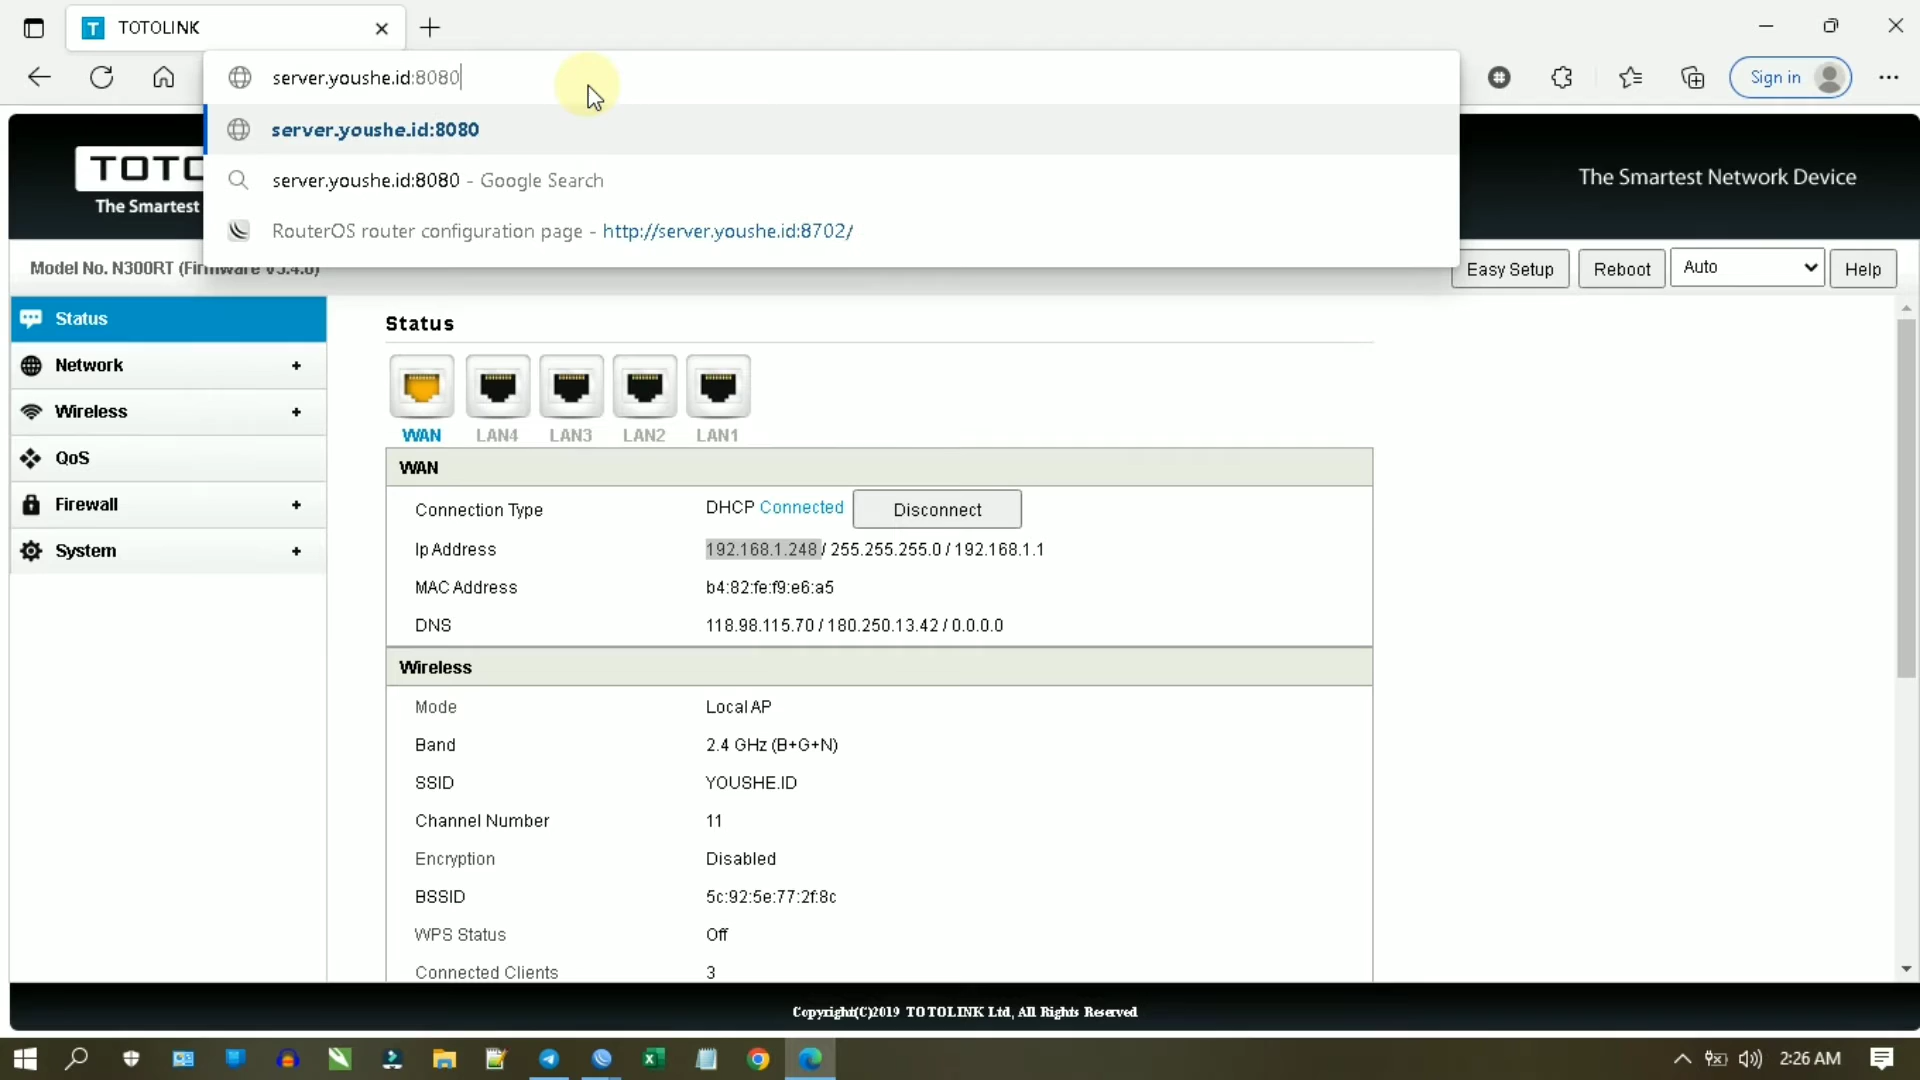 TOTOLINK
server.youshe.id:8080
Sign in
server.youshe.id:8080
server.youshe.id:8080 - Google Search
RouterOS router configuration page - http://server.youshe.id:8702/
The Smartest
The Smartest Network Device
Model No. N300RT
Easy Setup
Reboot
Auto
Help
Status
Network
Wireless
QoS
Firewall
System
Status
WAN
LAN4
LAN3
LAN2
LAN1
WAN
Connection Type DHCP Connected Disconnect
Ip Address 192.168.1.248 / 255.255.255.0 / 192.168.1.1
MAC Address b4:82:fe:f9:e6:a5
DNS 118.98.115.70 / 180.250.13.42 / 0.0.0.0
Wireless
Mode Local AP
Band 2.4 GHz (B+G+N)
SSID YOUSHE.ID
Channel Number 11
Encryption Disabled
BSSID 5c:92:5e:77:2f:8c
WPS Status Off
Connected Clients 3
Copyright(C)2019 TOTOLINK Ltd, All Rights Reserved
2:26 AM